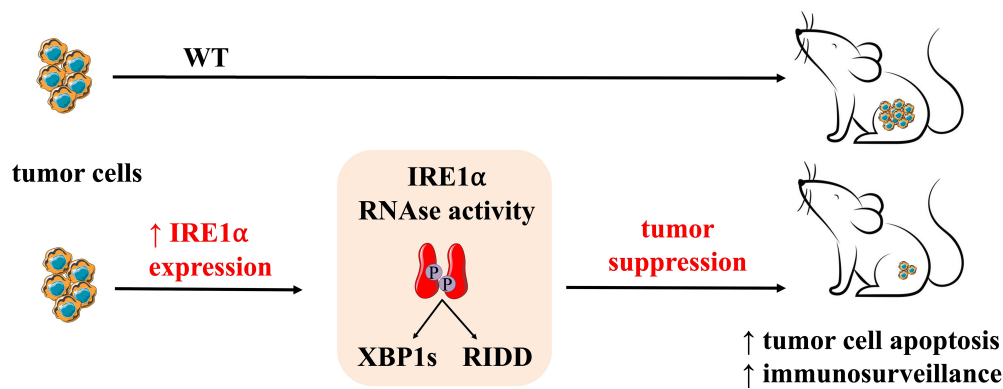 WT
tumor cells
↑ IRE1α
expression
IRE1α
RNAse activity
P
P
XBP1s RIDD
tumor
suppression
↑ tumor cell apoptosis
↑ immunosurveillance